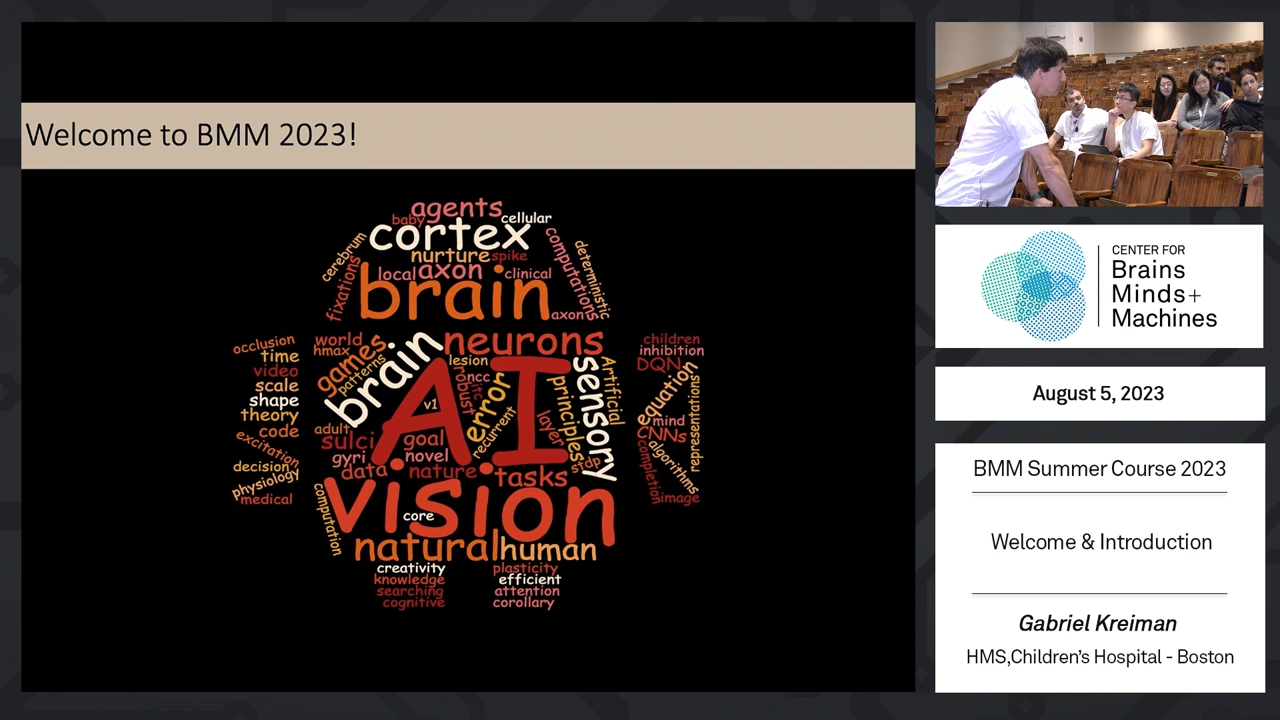 Welcome to BMM 2023!
agents
baby
cellular
cortex
cerebrum
nurture
spike
computations
deterministic
fixations
local
axon
clinical
brain
axon
occlusion
time
video
scale
shape
theory
code
excitation
decision
physiology
medical
world
hmax
games
patterns
brain
neurons
lesion
ncc
itc
robust
v1
AI
error
recurrent
layer
principles
sensory
Artificial
adult
sulci
gyri
goal
novel
data
nature
tasks
stdp
vision
core
computation
natural
human
creativity
knowledge
searching
cognitive
plasticity
efficient
attention
corollary
children
inhibition
DQN
equation
mind
CNNs
representations
algorithms
completion
image
CENTER FOR
Brains
Minds+
Machines
August 5, 2023
BMM Summer Course 2023
Welcome & Introduction
Gabriel Kreiman
HMS,Children's Hospital - Boston